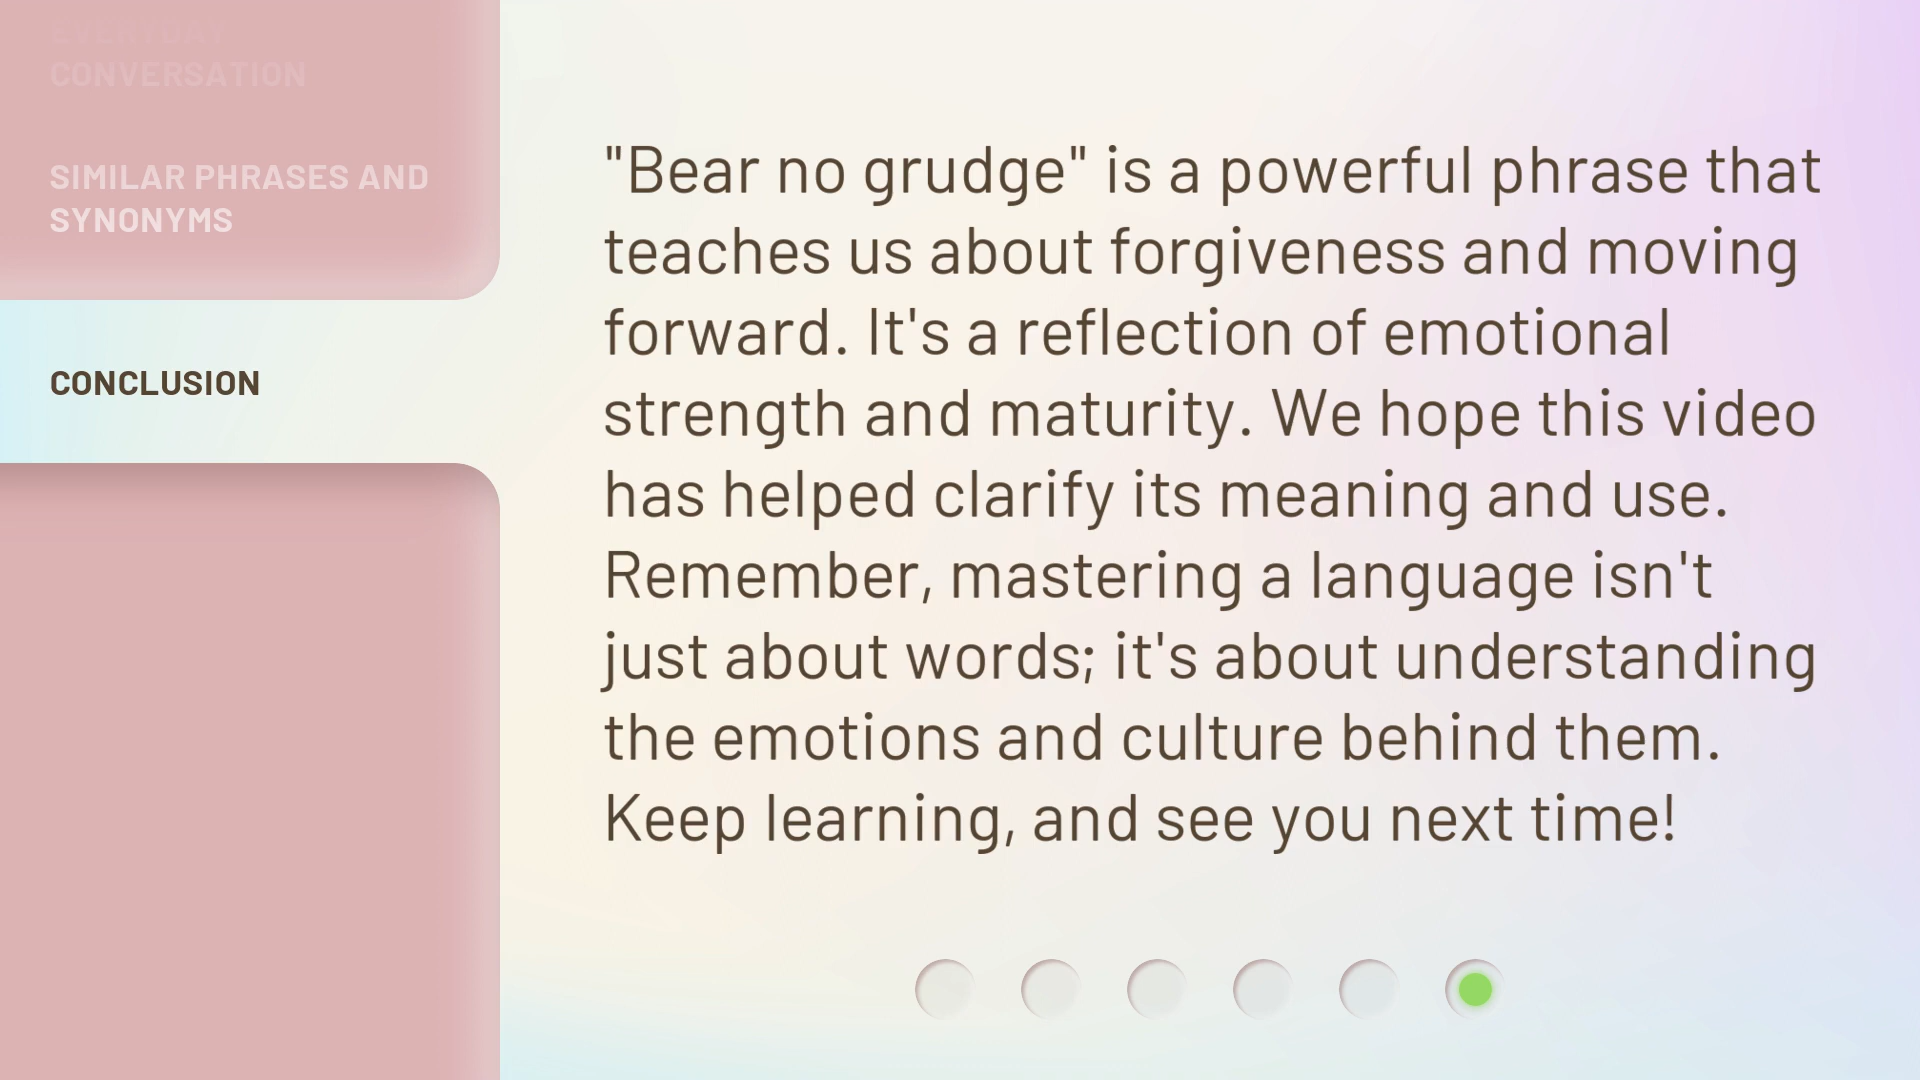 EVERYDAY
CONVERSATION
SIMILAR PHRASES AND
SYNONYMS
CONCLUSION
"Bear no grudge" is a powerful phrase that
teaches us about forgiveness and moving
forward. It's a reflection of emotional
strength and maturity. We hope this video
has helped clarify its meaning and use.
Remember, mastering a language isn't
just about words; it's about understanding
the emotions and culture behind them.
Keep learning, and see you next time!